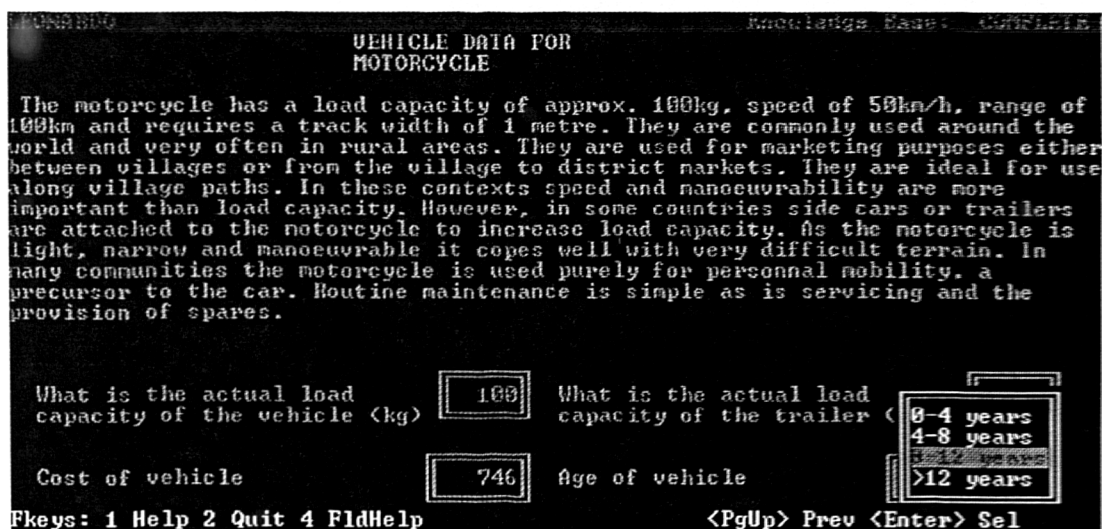 Knowledge Base: COMPLETE
VEHICLE DATA FOR
MOTORCYCLE
The motorcycle has a load capacity of approx. 100kg, speed of 50km/h, range of
100km and requires a track width of 1 metre. They are commonly used around the
world and very often in rural areas. They are used for marketing purposes either
between villages or from the village to district markets. They are ideal for use
along village paths. In these contexts speed and manoeuvrability are more
important than load capacity. However, in some countries side cars or trailers
are attached to the motorcycle to increase load capacity. As the motorcycle is
light, narrow and manoeuvrable it copes well with very difficult terrain. In
many communities the motorcycle is used purely for personnal mobility, a
precursor to the car. Routine maintenance is simple as is servicing and the
provision of spares.
What is the actual load 100 What is the actual load
capacity of the vehicle (kg) capacity of the trailer (
0-4 years
4-8 years
Cost of vehicle 746 Age of vehicle
>12 years
Fkeys: 1 Help 2 Quit 4 FldHelp <PgUp> Prev <Enter> Sel